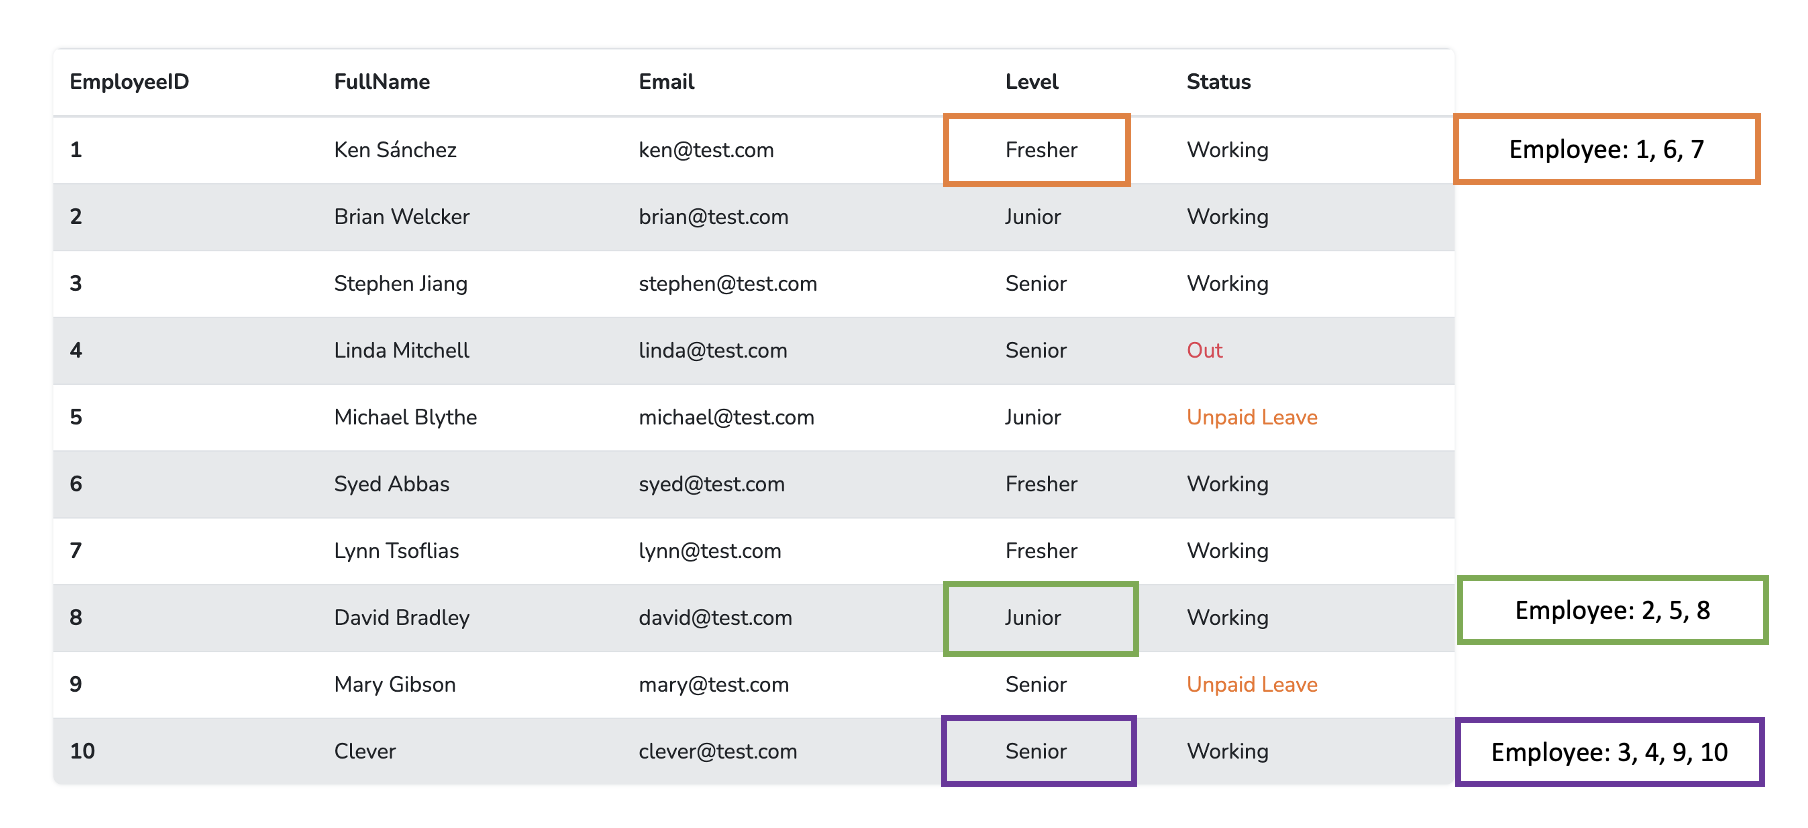 EmployeeID FullName Email Level Status
1 Ken Sánchez ken@test.com Fresher Working Employee: 1, 6, 7
2 Brian Welcker brian@test.com Junior Working
3 Stephen Jiang stephen@test.com Senior Working
4 Linda Mitchell linda@test.com Senior Out
5 Michael Blythe michael@test.com Junior Unpaid Leave
6 Syed Abbas syed@test.com Fresher Working
7 Lynn Tsoflias lynn@test.com Fresher Working
8 David Bradley david@test.com Junior Working Employee: 2, 5, 8
9 Mary Gibson mary@test.com Senior Unpaid Leave
10 Clever clever@test.com Senior Working Employee: 3, 4, 9, 10